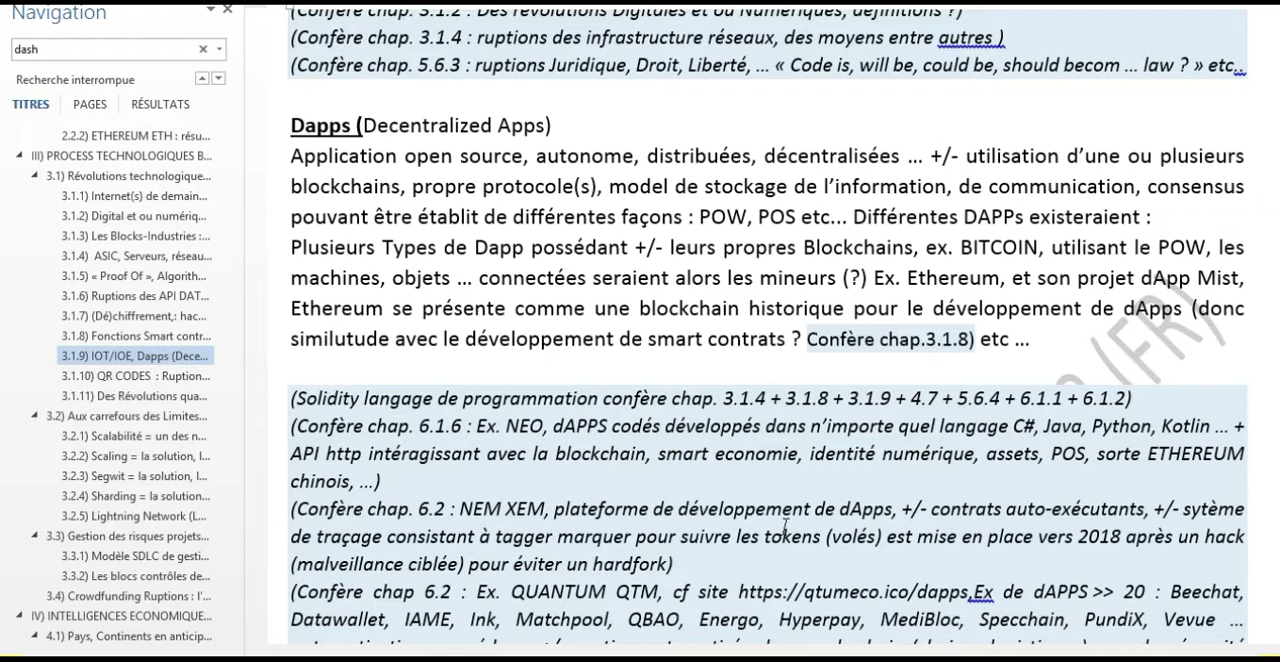 Navigation
dash
Recherche interrompue
TITRES PAGES RÉSULTATS
2.2.2) ETHEREUM ETH : résu...
III) PROCESS TECHNOLOGIQUES B...
3.1) Révolutions technologique...
3.1.1) Internet(s) de demain...
3.1.2) Digital et ou numériq...
3.1.3) Les Blocks-Industries :...
3.1.4) ASIC, Serveurs, réseau...
3.1.5) « Proof Of », Algorith...
3.1.6) Ruptions des API DAT...
3.1.7) (Dé)chiffrement,: hac...
3.1.8) Fonctions Smart contr...
3.1.9) IOT/IOE, Dapps (Dece...
3.1.10) QR CODES : Ruption...
3.1.11) Des Révolutions qua...
3.2) Aux carrefours des Limites...
3.2.1) Scalabilité = un des n...
3.2.2) Scaling = la solution, l...
3.2.3) Segwit = la solution, l...
3.2.4) Sharding = la solution...
3.2.5) Lightning Network (L...
3.3) Gestion des risques projets...
3.3.1) Modèle SDLC de gesti...
3.3.2) Les blocs contrôles de...
3.4) Crowdfunding Ruptions : l'...
IV) INTELLIGENCES ECONOMIQUE...
4.1) Pays, Continents en anticip...
(Confère chap. 3.1.2 : Des révolutions Digitales et ou Numériques, définitions ?)
(Confère chap. 3.1.4 : ruptions des infrastructure réseaux, des moyens entre autres )
(Confère chap. 5.6.3 : ruptions Juridique, Droit, Liberté, ... « Code is, will be, could be, should becom ... law ? » etc..
Dapps (Decentralized Apps)
Application open source, autonome, distribuées, décentralisées ... +/- utilisation d'une ou plusieurs
blockchains, propre protocole(s), model de stockage de l'information, de communication, consensus
pouvant être établit de différentes façons : POW, POS etc... Différentes DAPPs existeraient :
Plusieurs Types de Dapp possédant +/- leurs propres Blockchains, ex. BITCOIN, utilisant le POW, les
machines, objets ... connectées seraient alors les mineurs (?) Ex. Ethereum, et son projet dApp Mist,
Ethereum se présente comme une blockchain historique pour le développement de dApps (donc
similutude avec le développement de smart contrats ? Confère chap.3.1.8) etc ...
(Solidity langage de programmation confère chap. 3.1.4 + 3.1.8 + 3.1.9 + 4.7 + 5.6.4 + 6.1.1 + 6.1.2)
(Confère chap. 6.1.6 : Ex. NEO, dAPPS codés développés dans n'importe quel langage C#, Java, Python, Kotlin ... +
API http intéragissant avec la blockchain, smart economie, identité numérique, assets, POS, sorte ETHEREUM
chinois, ...)
(Confère chap. 6.2 : NEM XEM, plateforme de développement de dApps, +/- contrats auto-exécutants, +/- sytème
de traçage consistant à tagger marquer pour suivre les tokens (volés) est mise en place vers 2018 après un hack
(malveillance ciblée) pour éviter un hardfork)
(Confère chap 6.2 : Ex. QUANTUM QTM, cf site https://qtumeco.ico/dapps,Ex de dAPPS >> 20 : Beechat,
Datawallet, IAME, Ink, Matchpool, QBAO, Energo, Hyperpay, MediBloc, Specchain, PundiX, Vevue ...
(FR)